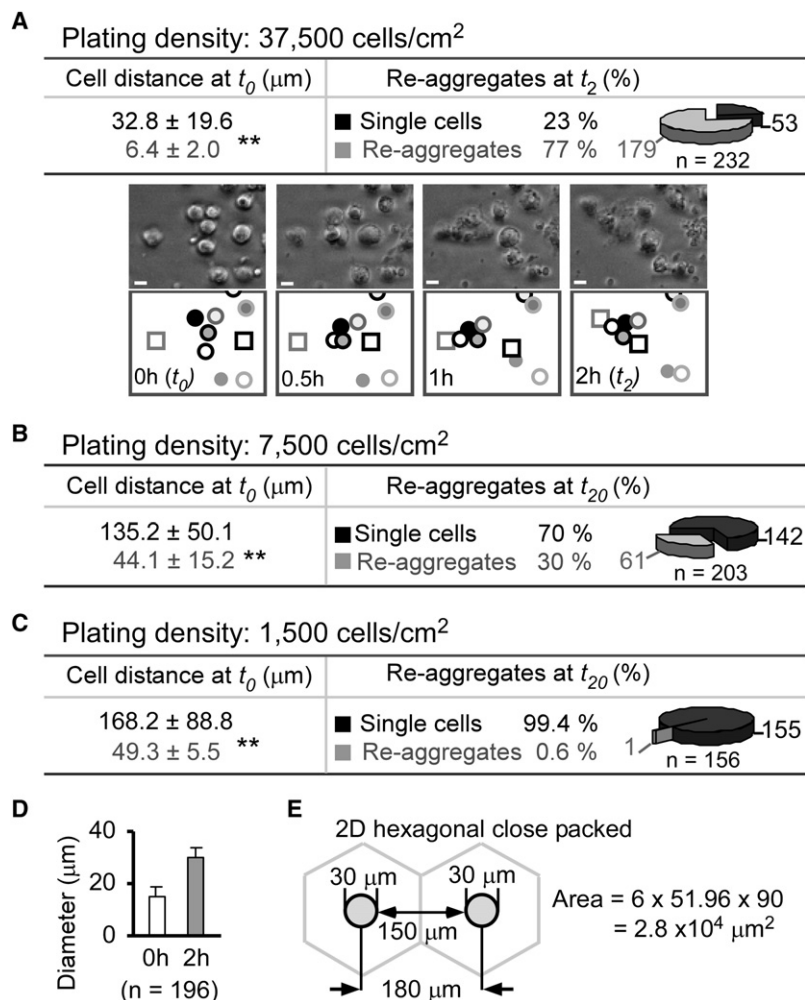 A
Plating density: 37,500 cells/cm²
Cell distance at t₀ (μm)
Re-aggregates at t₂ (%)
32.8 ± 19.6
6.4 ± 2.0 **
Single cells 23 %
Re-aggregates 77 %
53
179
n = 232
0h (t₀)
0.5h
1h
2h (t₂)
B
Plating density: 7,500 cells/cm²
Cell distance at t₀ (μm)
Re-aggregates at t₂₀ (%)
135.2 ± 50.1
44.1 ± 15.2 **
Single cells 70 %
Re-aggregates 30 %
142
61
n = 203
C
Plating density: 1,500 cells/cm²
Cell distance at t₀ (μm)
Re-aggregates at t₂₀ (%)
168.2 ± 88.8
49.3 ± 5.5 **
Single cells 99.4 %
Re-aggregates 0.6 %
155
1
n = 156
D
Diameter (μm)
40
20
0
0h 2h
(n = 196)
E
2D hexagonal close packed
30 μm 30 μm
150 μm
180 μm
Area = 6 x 51.96 x 90
= 2.8 x10⁴ μm²